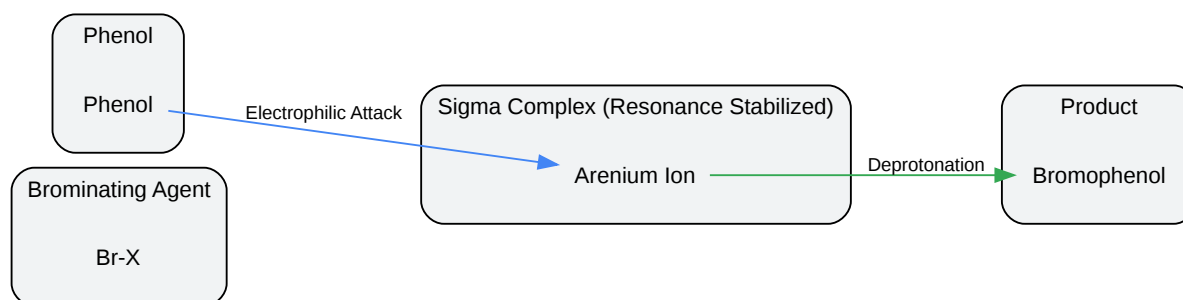 Phenol
Phenol
Brominating Agent
Br-X
Electrophilic Attack
Sigma Complex (Resonance Stabilized)
Arenium Ion
Deprotonation
Product
Bromophenol